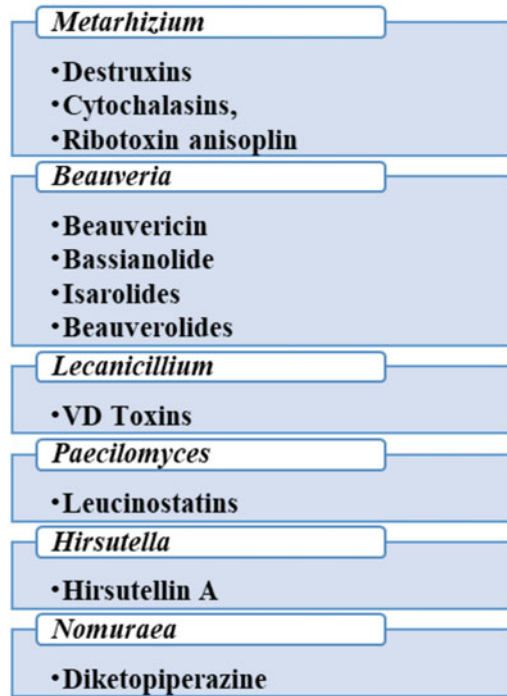 Metarhizium
•Destruxins
•Cytochalasins,
•Ribotoxin anisoplin
Beauveria
•Beauvericin
•Bassianolide
•Isarolides
•Beauverolides
Lecanicillium
•VD Toxins
Paecilomyces
•Leucinostatins
Hirsutella
•Hirsutellin A
Nomuraea
•Diketopiperazine